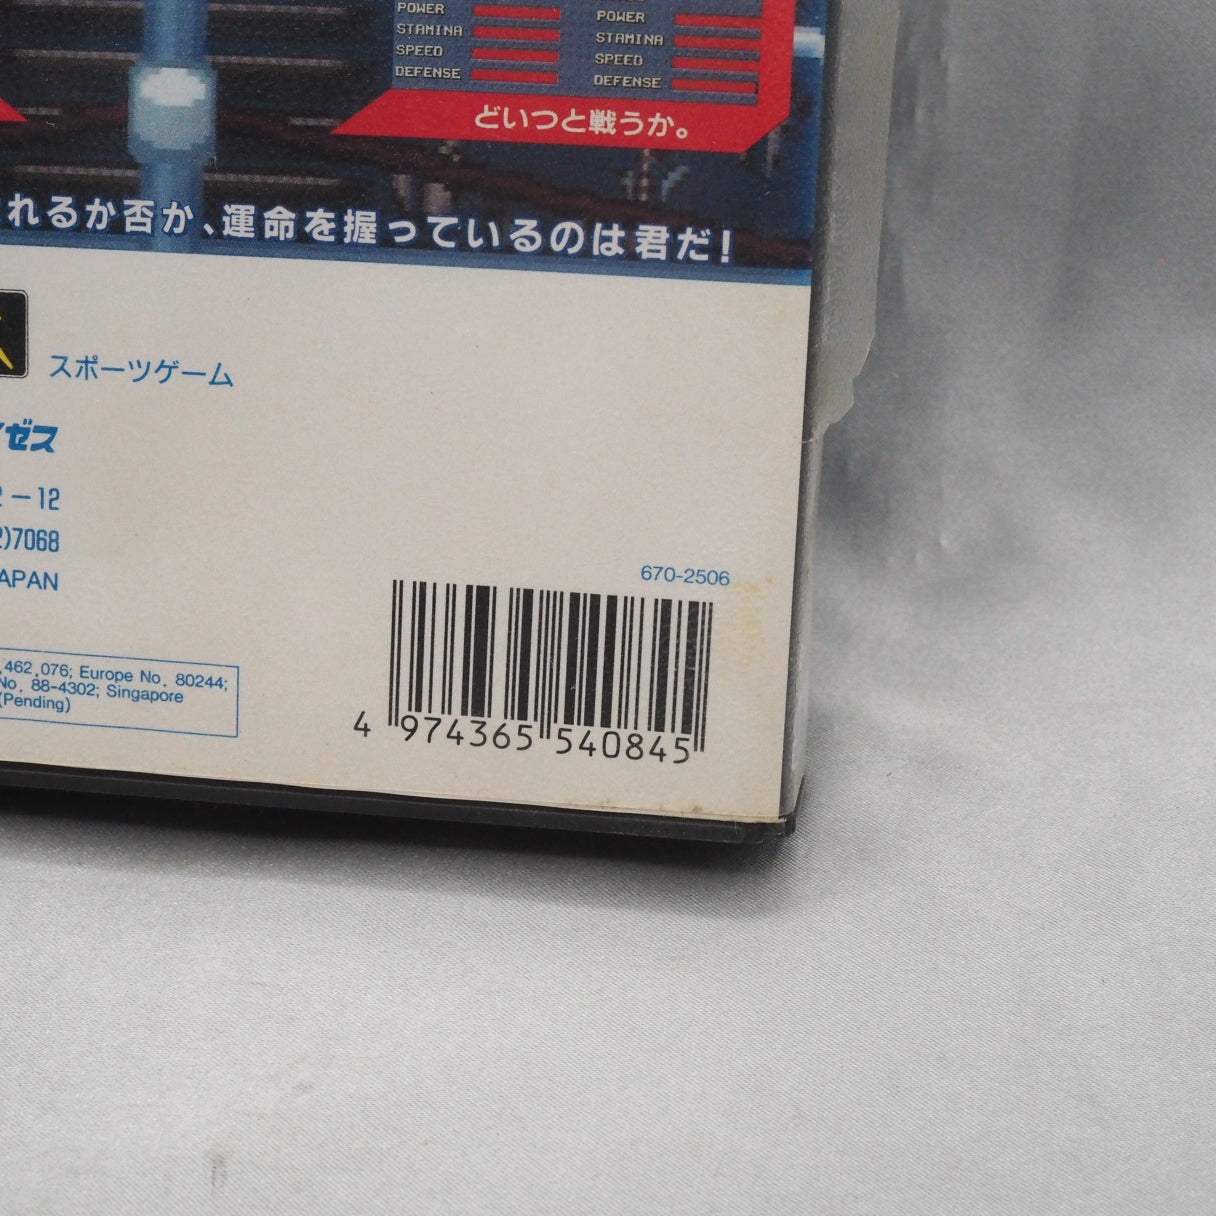 POWER
STAMINA
SPEED
DEFENSE
POWER
STAMINA
SPEED
DEFENSE
どいつと戦うか。
れるか否か、運命を握っているのは君だ!
スポーツゲーム
ゼス
-12
)7068
APAN
670-2506
,462,076; Europe No. 80244;
No. 88-4302; Singapore
(Pending)
4 974365 540845